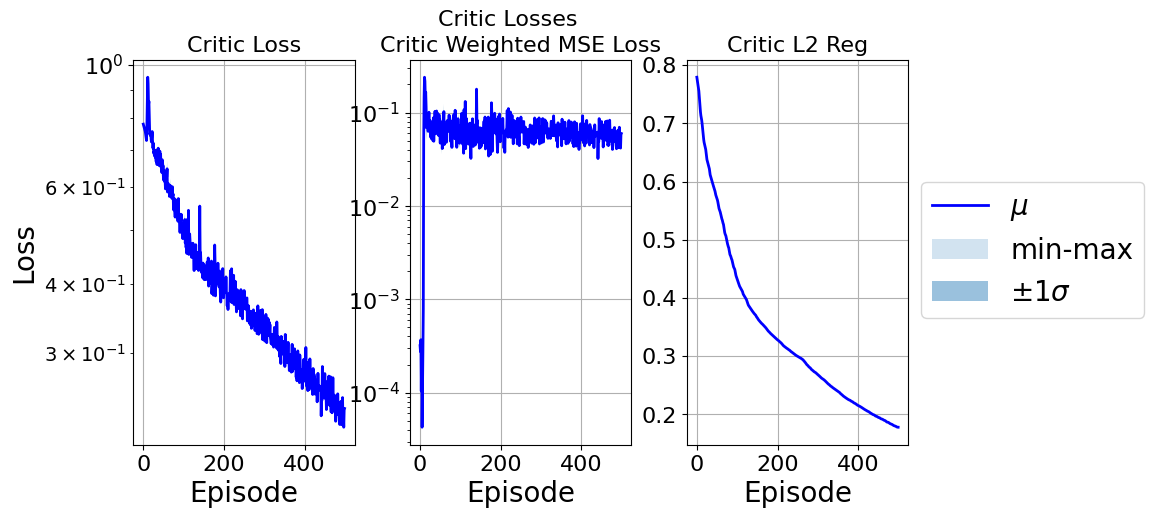 Critic Losses
Critic Loss
Critic Weighted MSE Loss
Critic L2 Reg
Loss
10⁰
6 × 10⁻¹
4 × 10⁻¹
3 × 10⁻¹
0 200 400
Episode
10⁻¹
10⁻²
10⁻³
10⁻⁴
0 200 400
Episode
0.8
0.7
0.6
0.5
0.4
0.3
0.2
0 200 400
Episode
μ
min-max
±1σ